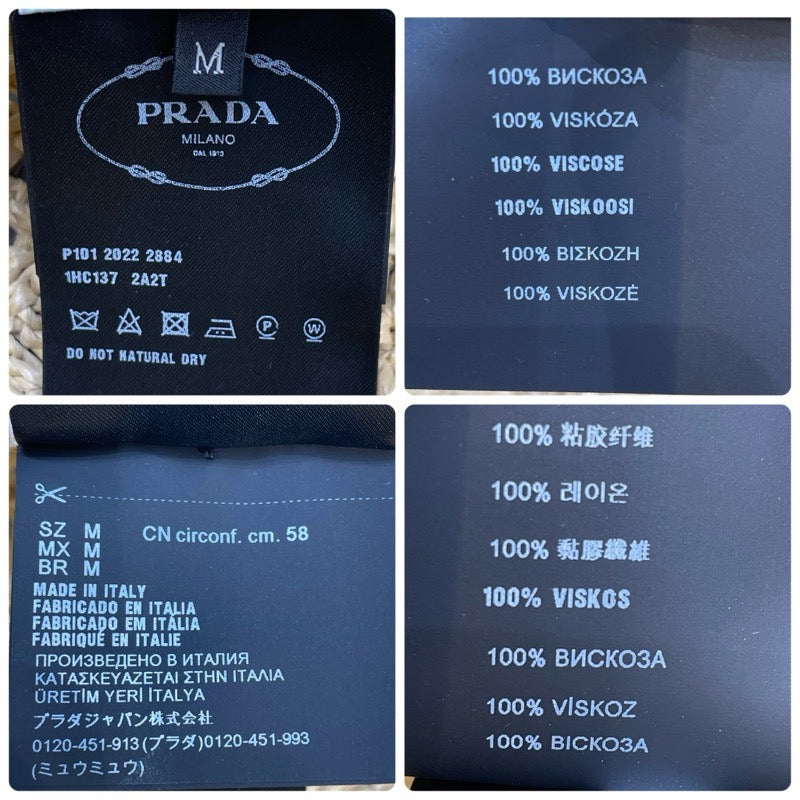 M
PRADA
MILANO
DAL 1913
P101 2022 2884
1HC137 2A2T
P
W
DO NOT NATURAL DRY
100% ВИСКОЗА
100% VISKÓZA
100% VISCOSE
100% VISKOOSI
100% ΒΙΣΚΟΖΗ
100% VISKOZĖ
SZ M CN circonf. cm. 58
MX M
BR M
MADE IN ITALY
FABRICADO EN ITALIA
FABRICADO EM ITÁLIA
FABRIQUÉ EN ITALIE
ПРОИЗВЕДЕНО В ИТАЛИЯ
ΚΑΤΑΣΚΕΥΑΖΕΤΑΙ ΣΤΗΝ ΙΤΑΛΙΑ
ÜRETİM YERİ İTALYA
プラダジャパン株式会社
0120-451-913(プラダ)0120-451-993
(ミュウミュウ)
100% 粘胶纤维
100% 레이온
100% 黏膠纖維
100% VISKOS
100% ВИСКОЗА
100% VİSKOZ
100% ВІСКОЗА